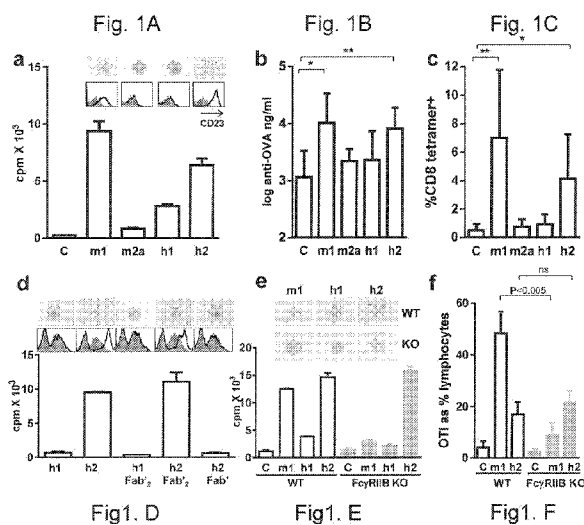 Fig. 1A
Fig. 1B
Fig. 1C
a
cpm X 10³
15
10
5
0
CD23
C m1 m2a h1 h2
b
log anti-OVA ng/ml
5
4
3
2
*
**
C m1 m2a h1 h2
c
%CD8 tetramer+
12
10
8
6
4
2
0
**
*
C m1 m2a h1 h2
d
cpm X 10³
15
10
5
0
h1 h2 h1 h2 h2
Fab'₂ Fab'₂ Fab'
e
m1 h1 h2
WT
KO
cpm X 10³
20
15
10
5
0
C m1 h1 h2 C m1 h1 h2
WT FcγRIIB KO
f
ns
P<0.005
OTI as % lymphocytes
60
40
20
0
C m1 h2 C m1 h2
WT FcγRIIB KO
Fig1. D
Fig1. E
Fig1. F